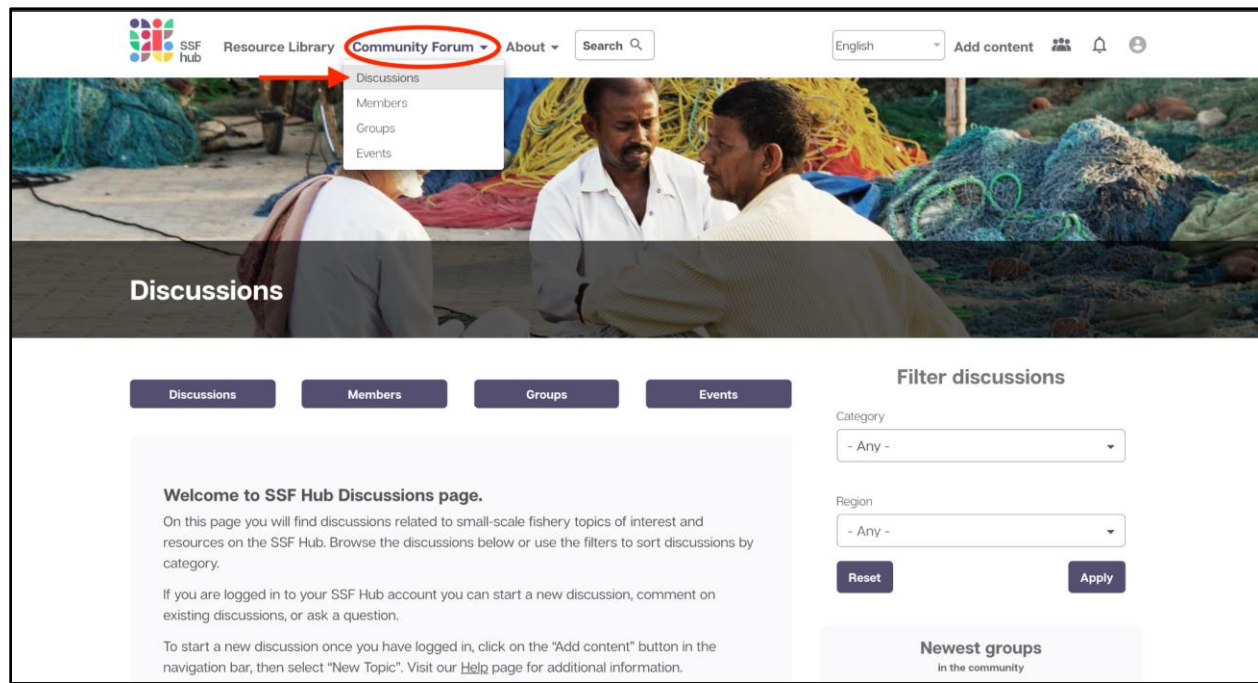 SSF
hub
Resource Library
Community Forum
About
Search
English
Add content
Discussions
Members
Groups
Events
Discussions
Discussions
Members
Groups
Events
Welcome to SSF Hub Discussions page.
On this page you will find discussions related to small-scale fishery topics of interest and
resources on the SSF Hub. Browse the discussions below or use the filters to sort discussions by
category.
If you are logged in to your SSF Hub account you can start a new discussion, comment on
existing discussions, or ask a question.
To start a new discussion once you have logged in, click on the “Add content” button in the
navigation bar, then select “New Topic”. Visit our Help page for additional information.
Filter discussions
Category
- Any -
Region
- Any -
Reset
Apply
Newest groups
in the community